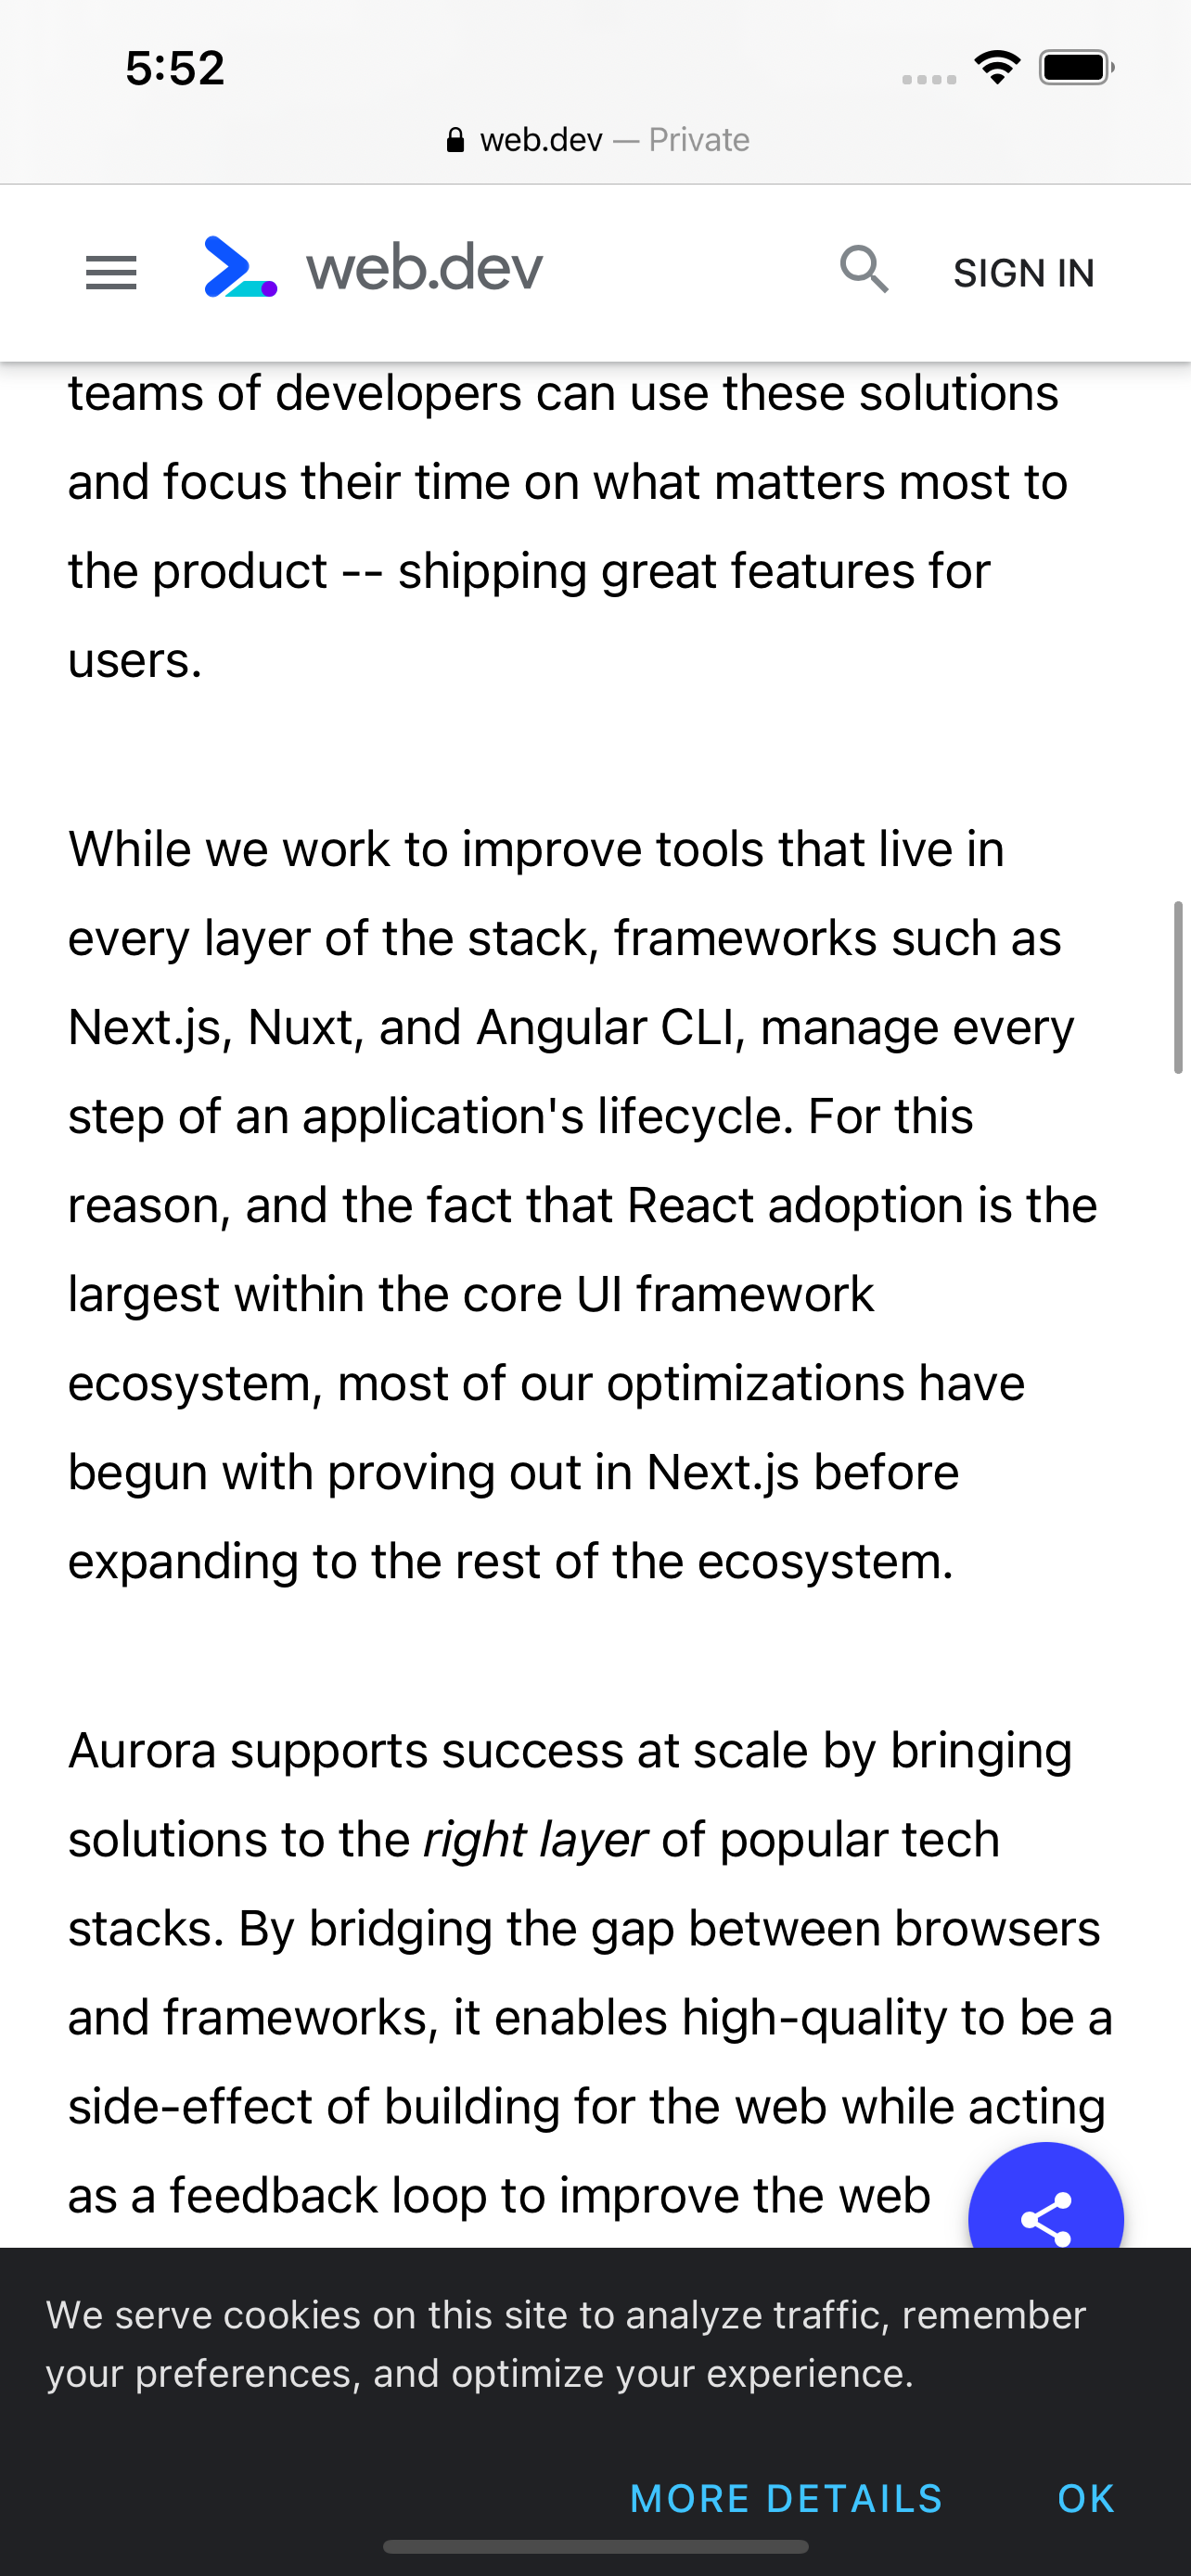 5:52
web.dev — Private
web.dev
SIGN IN
teams of developers can use these solutions
and focus their time on what matters most to
the product -- shipping great features for
users.
While we work to improve tools that live in
every layer of the stack, frameworks such as
Next.js, Nuxt, and Angular CLI, manage every
step of an application's lifecycle. For this
reason, and the fact that React adoption is the
largest within the core UI framework
ecosystem, most of our optimizations have
begun with proving out in Next.js before
expanding to the rest of the ecosystem.
Aurora supports success at scale by bringing
solutions to the right layer of popular tech
stacks. By bridging the gap between browsers
and frameworks, it enables high-quality to be a
side-effect of building for the web while acting
as a feedback loop to improve the web
We serve cookies on this site to analyze traffic, remember
your preferences, and optimize your experience.
MORE DETAILS
OK